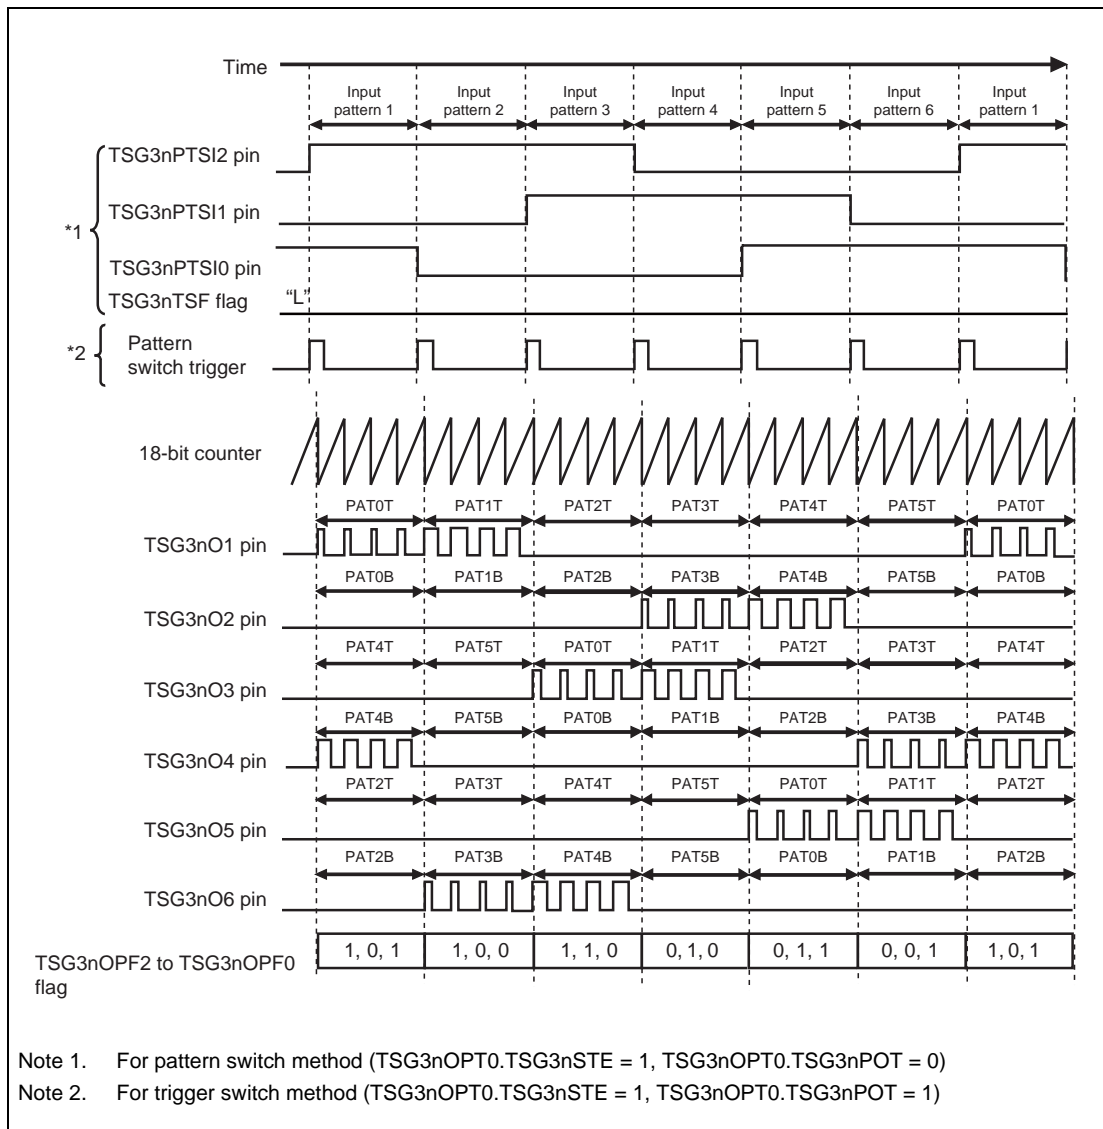 Time
Input pattern 1
Input pattern 2
Input pattern 3
Input pattern 4
Input pattern 5
Input pattern 6
Input pattern 1
*1
TSG3nPTSI2 pin
TSG3nPTSI1 pin
TSG3nPTSI0 pin
TSG3nTSF flag "L"
*2
Pattern
switch trigger
18-bit counter
PAT0T PAT1T PAT2T PAT3T PAT4T PAT5T PAT0T
TSG3nO1 pin
PAT0B PAT1B PAT2B PAT3B PAT4B PAT5B PAT0B
TSG3nO2 pin
PAT4T PAT5T PAT0T PAT1T PAT2T PAT3T PAT4T
TSG3nO3 pin
PAT4B PAT5B PAT0B PAT1B PAT2B PAT3B PAT4B
TSG3nO4 pin
PAT2T PAT3T PAT4T PAT5T PAT0T PAT1T PAT2T
TSG3nO5 pin
PAT2B PAT3B PAT4B PAT5B PAT0B PAT1B PAT2B
TSG3nO6 pin
1, 0, 1 1, 0, 0 1, 1, 0 0, 1, 0 0, 1, 1 0, 0, 1 1, 0, 1
TSG3nOPF2 to TSG3nOPF0
flag
Note 1. For pattern switch method (TSG3nOPT0.TSG3nSTE = 1, TSG3nOPT0.TSG3nPOT = 0)
Note 2. For trigger switch method (TSG3nOPT0.TSG3nSTE = 1, TSG3nOPT0.TSG3nPOT = 1)